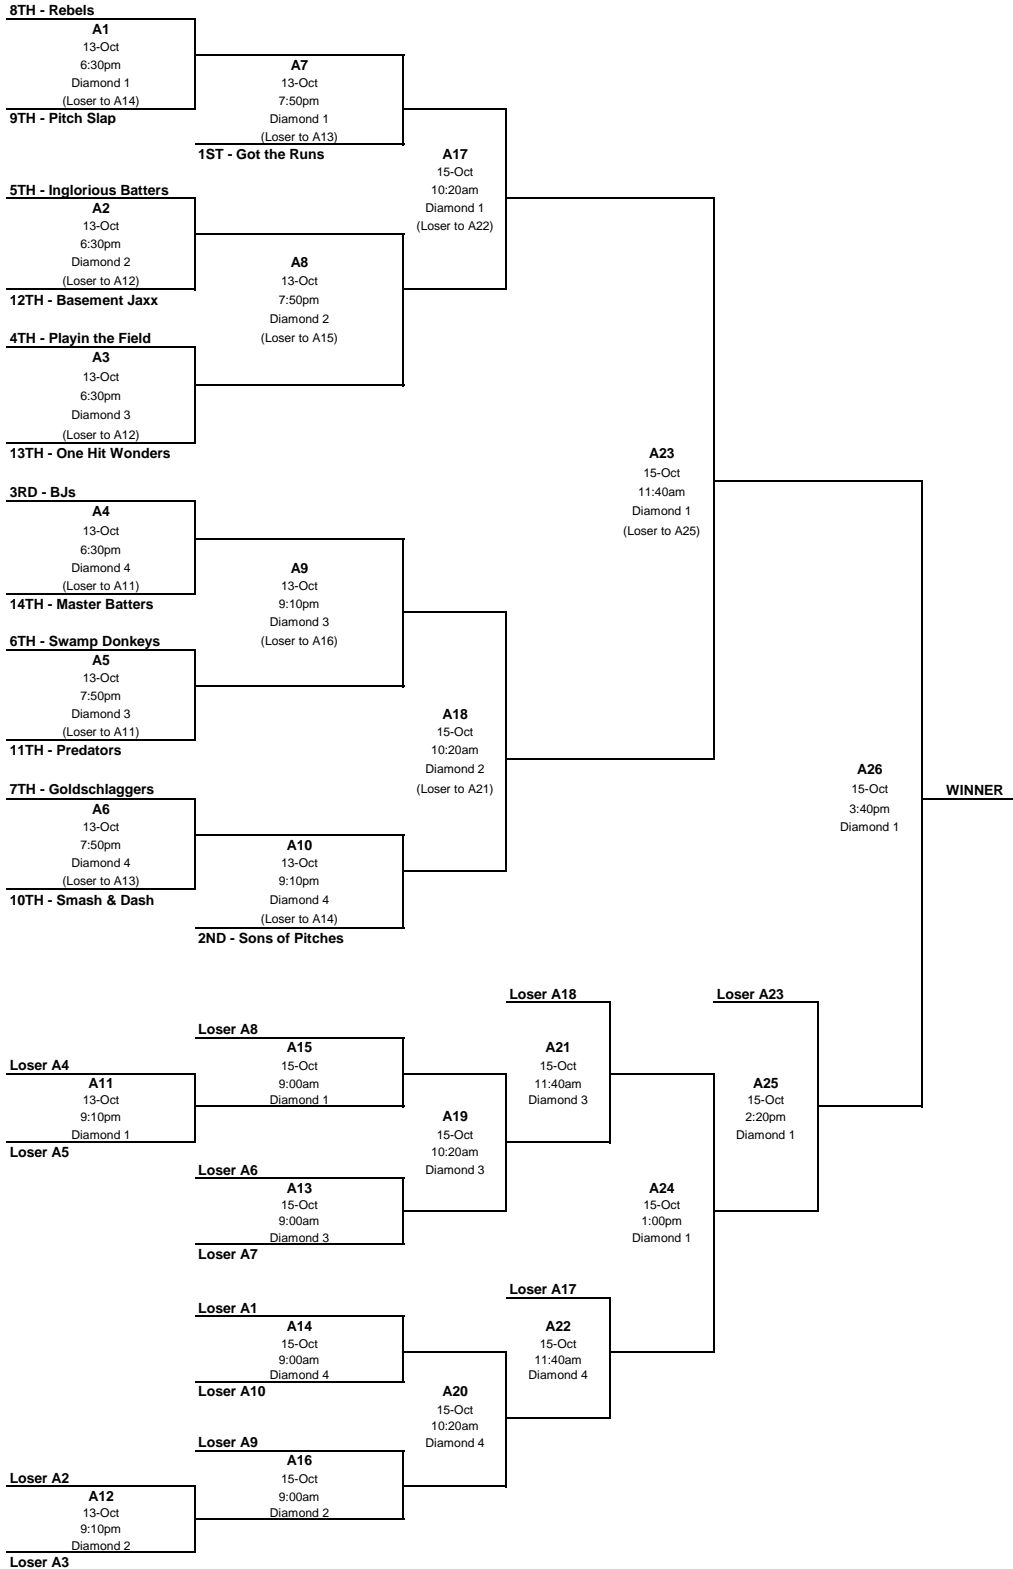 8TH - Rebels
A1
13-Oct
6:30pm
Diamond 1
(Loser to A14)
9TH - Pitch Slap
A7
13-Oct
7:50pm
Diamond 1
(Loser to A13)
1ST - Got the Runs
A17
15-Oct
10:20am
Diamond 1
(Loser to A22)
5TH - Inglorious Batters
A2
13-Oct
6:30pm
Diamond 2
(Loser to A12)
12TH - Basement Jaxx
A8
13-Oct
7:50pm
Diamond 2
(Loser to A15)
4TH - Playin the Field
A3
13-Oct
6:30pm
Diamond 3
(Loser to A12)
13TH - One Hit Wonders
A23
15-Oct
11:40am
Diamond 1
(Loser to A25)
3RD - BJs
A4
13-Oct
6:30pm
Diamond 4
(Loser to A11)
14TH - Master Batters
A9
13-Oct
9:10pm
Diamond 3
(Loser to A16)
6TH - Swamp Donkeys
A5
13-Oct
7:50pm
Diamond 3
(Loser to A11)
11TH - Predators
A18
15-Oct
10:20am
Diamond 2
(Loser to A21)
7TH - Goldschlaggers
A6
13-Oct
7:50pm
Diamond 4
(Loser to A13)
10TH - Smash & Dash
A10
13-Oct
9:10pm
Diamond 4
(Loser to A14)
2ND - Sons of Pitches
A26
15-Oct
3:40pm
Diamond 1
WINNER
Loser A18
Loser A23
Loser A8
A15
15-Oct
9:00am
Diamond 1
A21
15-Oct
11:40am
Diamond 3
Loser A4
A11
13-Oct
9:10pm
Diamond 1
Loser A5
A25
15-Oct
2:20pm
Diamond 1
A19
15-Oct
10:20am
Diamond 3
Loser A6
A13
15-Oct
9:00am
Diamond 3
Loser A7
A24
15-Oct
1:00pm
Diamond 1
Loser A17
Loser A1
A14
15-Oct
9:00am
Diamond 4
Loser A10
A22
15-Oct
11:40am
Diamond 4
A20
15-Oct
10:20am
Diamond 4
Loser A9
A16
15-Oct
9:00am
Diamond 2
Loser A2
A12
13-Oct
9:10pm
Diamond 2
Loser A3